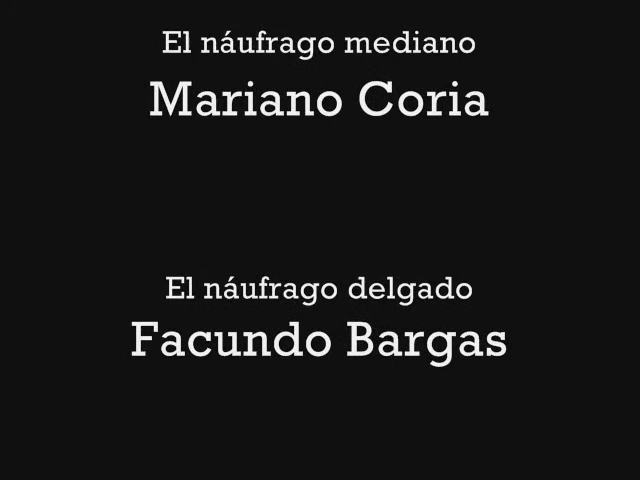 El náufrago mediano
Mariano Coria
El náufrago delgado
Facundo Bargas